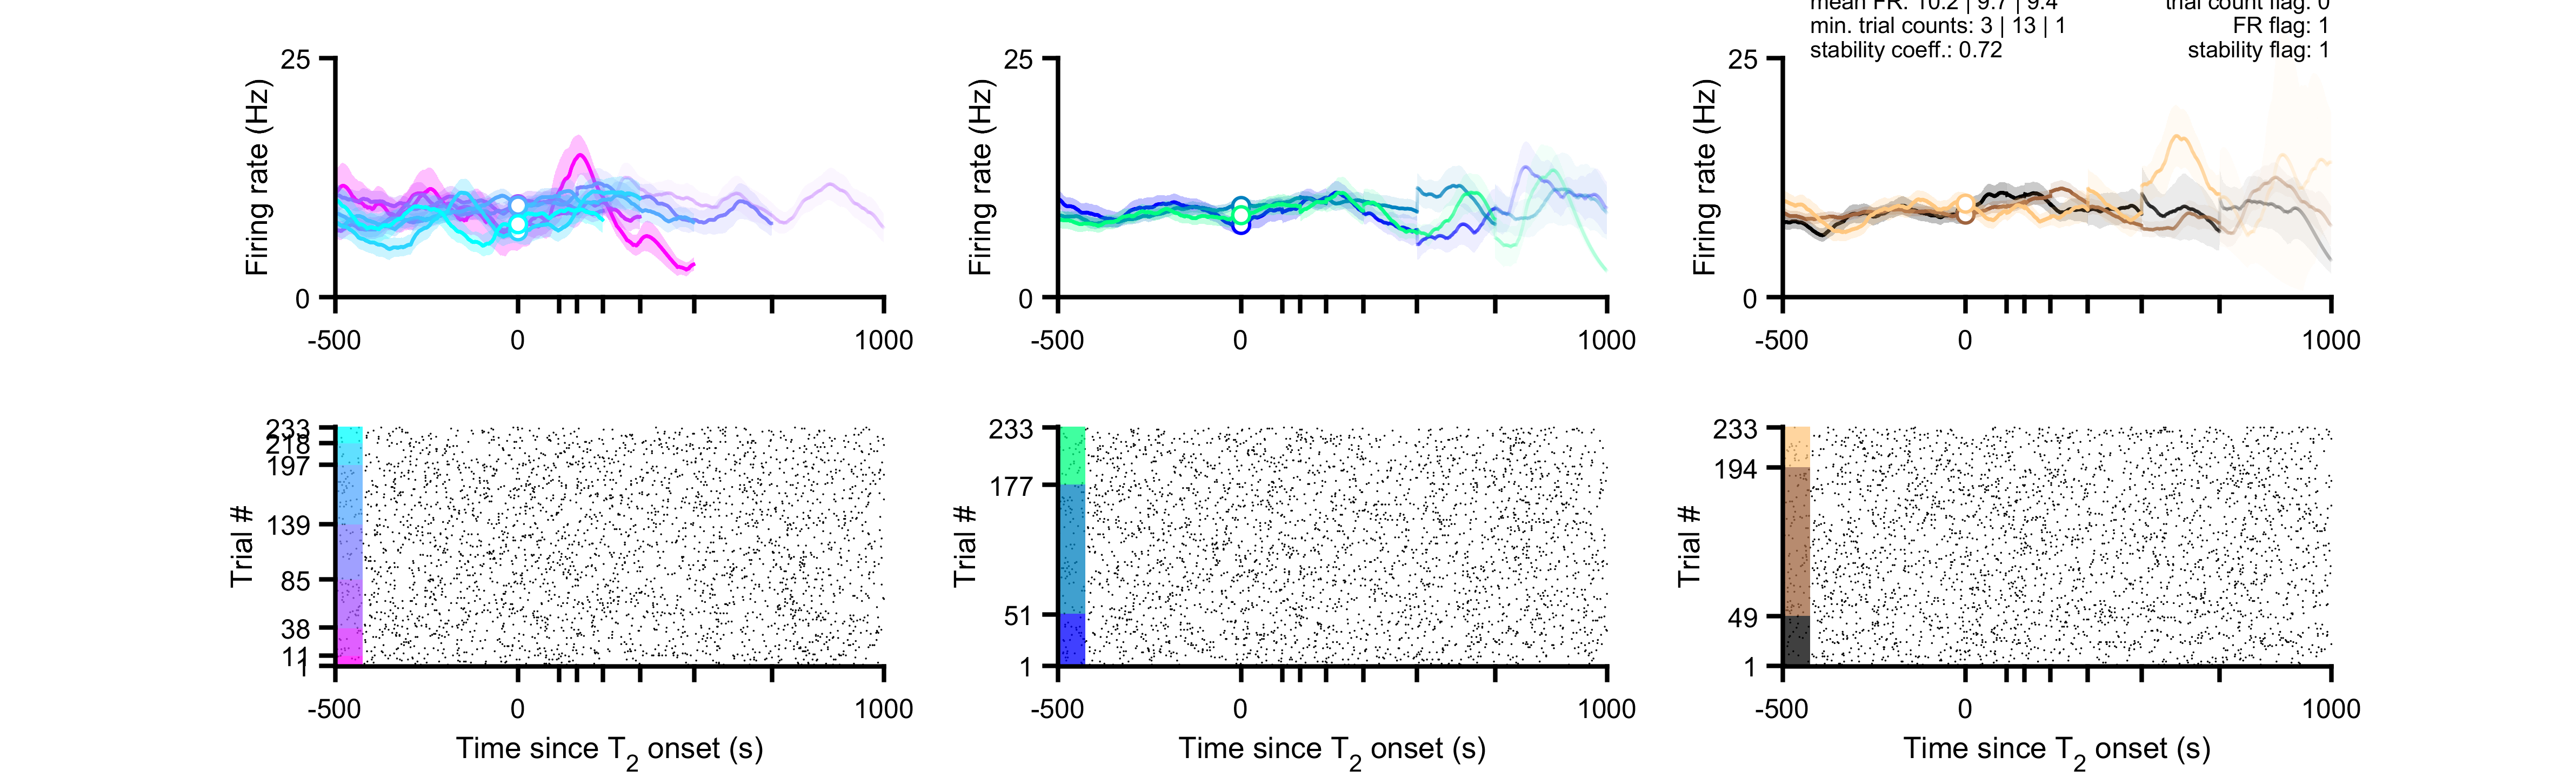 mean FR: 10.2 | 9.7 | 9.4
trial count flag: 0
min. trial counts: 3 | 13 | 1
FR flag: 1
stability coeff.: 0.72
stability flag: 1
25
Firing rate (Hz)
0
-500
0
1000
25
Firing rate (Hz)
0
-500
0
1000
25
Firing rate (Hz)
0
-500
0
1000
233
218
197
139
85
38
11
1
Trial #
-500
0
1000
Time since T2 onset (s)
233
177
51
1
Trial #
-500
0
1000
Time since T2 onset (s)
233
194
49
1
Trial #
-500
0
1000
Time since T2 onset (s)